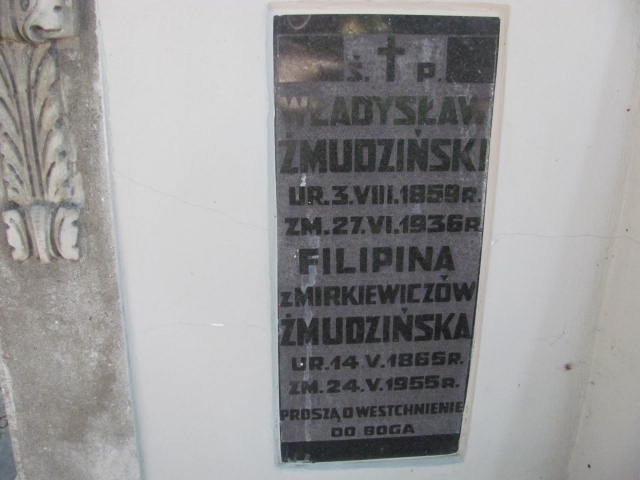 Ś. P.
WŁADYSŁAW
ŻMUDZIŃSKI
UR. 3. VIII. 1859 R.
ZM. 27. VI. 1936 R
FILIPINA
z MIRKIEWICZÓW
ŻMUDZIŃSKA
UR. 14. V. 1865 R.
ZM. 24. V. 1955 R.
PROSZĄ O WESTCHNIENIE
DO BOGA